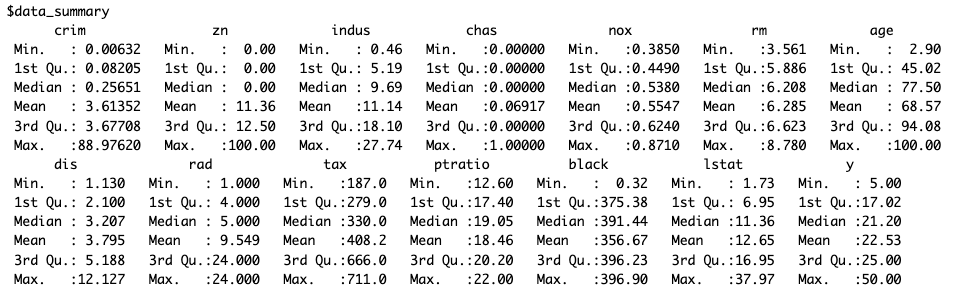 $data_summary
      crim                zn             indus            chas              nox               rm             age
 Min.   : 0.00632   Min.   :  0.00   Min.   : 0.46   Min.   :0.00000   Min.   :0.3850   Min.   :3.561   Min.   :  2.90
 1st Qu.: 0.08205   1st Qu.:  0.00   1st Qu.: 5.19   1st Qu.:0.00000   1st Qu.:0.4490   1st Qu.:5.886   1st Qu.: 45.02
 Median : 0.25651   Median :  0.00   Median : 9.69   Median :0.00000   Median :0.5380   Median :6.208   Median : 77.50
 Mean   : 3.61352   Mean   : 11.36   Mean   :11.14   Mean   :0.06917   Mean   :0.5547   Mean   :6.285   Mean   : 68.57
 3rd Qu.: 3.67708   3rd Qu.: 12.50   3rd Qu.:18.10   3rd Qu.:0.00000   3rd Qu.:0.6240   3rd Qu.:6.623   3rd Qu.: 94.08
 Max.   :88.97620   Max.   :100.00   Max.   :27.74   Max.   :1.00000   Max.   :0.8710   Max.   :8.780   Max.   :100.00
      dis              rad              tax           ptratio          black            lstat             y
 Min.   : 1.130   Min.   : 1.000   Min.   :187.0   Min.   :12.60   Min.   :  0.32   Min.   : 1.73   Min.   : 5.00
 1st Qu.: 2.100   1st Qu.: 4.000   1st Qu.:279.0   1st Qu.:17.40   1st Qu.:375.38   1st Qu.: 6.95   1st Qu.:17.02
 Median : 3.207   Median : 5.000   Median :330.0   Median :19.05   Median :391.44   Median :11.36   Median :21.20
 Mean   : 3.795   Mean   : 9.549   Mean   :408.2   Mean   :18.46   Mean   :356.67   Mean   :12.65   Mean   :22.53
 3rd Qu.: 5.188   3rd Qu.:24.000   3rd Qu.:666.0   3rd Qu.:20.20   3rd Qu.:396.23   3rd Qu.:16.95   3rd Qu.:25.00
 Max.   :12.127   Max.   :24.000   Max.   :711.0   Max.   :22.00   Max.   :396.90   Max.   :37.97   Max.   :50.00